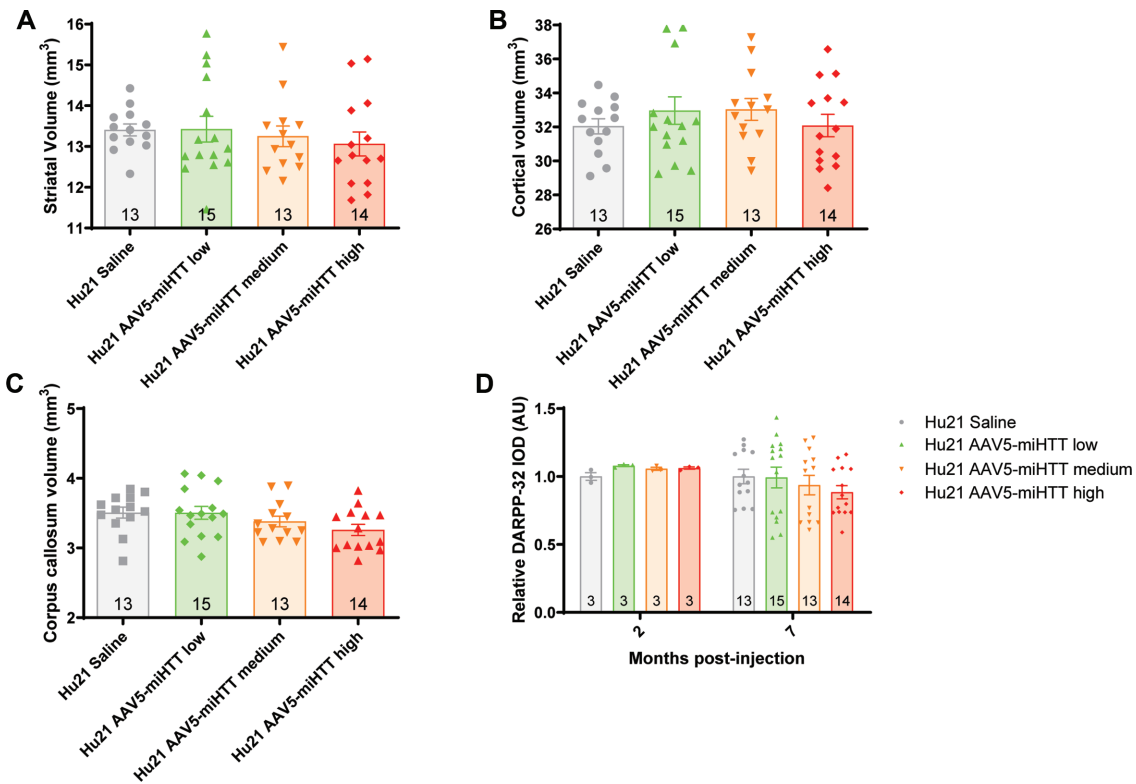 A
Striatal Volume (mm³)
16
15
14
13
12
11
13
15
13
14
Hu21 Saline
Hu21 AAV5-miHTT low
Hu21 AAV5-miHTT medium
Hu21 AAV5-miHTT high
B
Cortical volume (mm³)
38
36
34
32
30
28
26
13
15
13
14
Hu21 Saline
Hu21 AAV5-miHTT low
Hu21 AAV5-miHTT medium
Hu21 AAV5-miHTT high
C
Corpus callosum volume (mm³)
5
4
3
2
13
15
13
14
Hu21 Saline
Hu21 AAV5-miHTT low
Hu21 AAV5-miHTT medium
Hu21 AAV5-miHTT high
D
Relative DARPP-32 IOD (AU)
1.5
1.0
0.5
0.0
3
3
3
3
13
15
13
14
2
7
Months post-injection
Hu21 Saline
Hu21 AAV5-miHTT low
Hu21 AAV5-miHTT medium
Hu21 AAV5-miHTT high